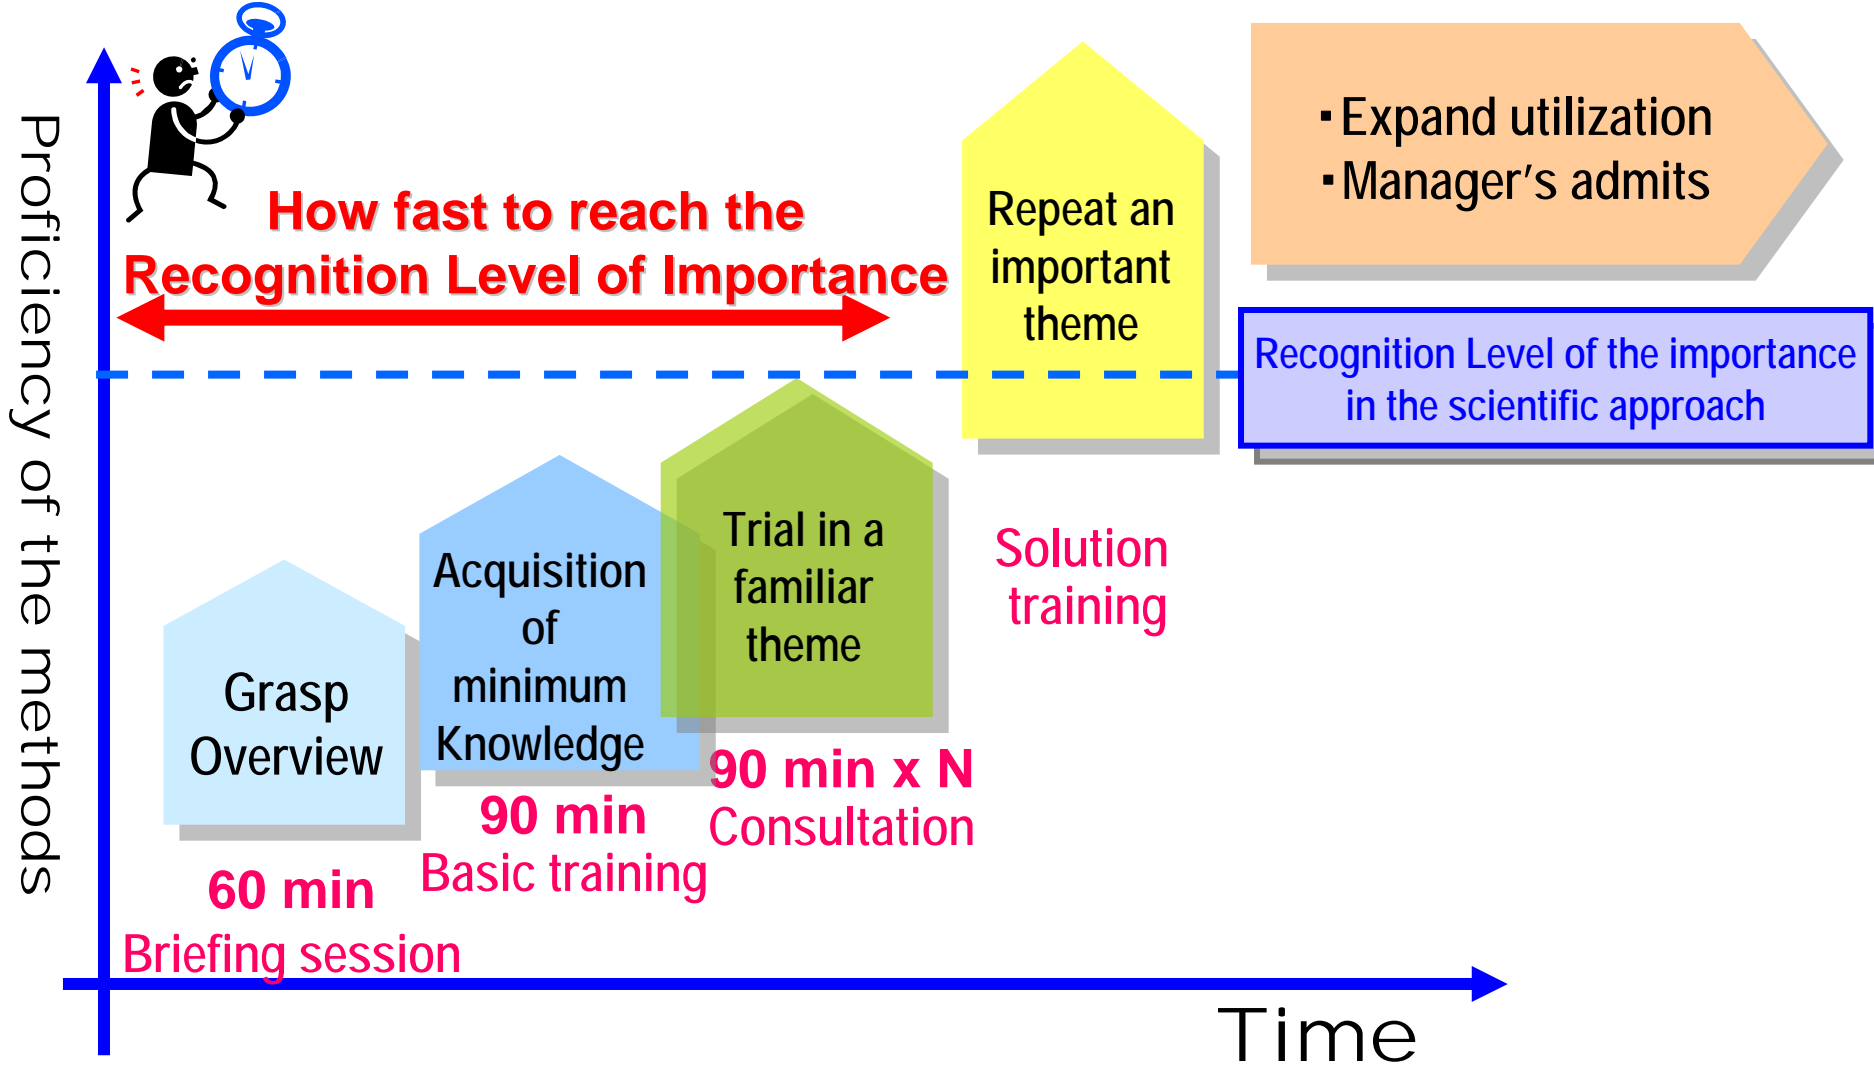 Proficiency of the methods
How fast to reach the
Recognition Level of Importance
Grasp
Overview
60 min
Briefing session
Acquisition
of
minimum
Knowledge
90 min
Basic training
Trial in a
familiar
theme
90 min x N
Consultation
Repeat an
important
theme
Solution
training
・Expand utilization
・Manager's admits
Recognition Level of the importance
in the scientific approach
Time